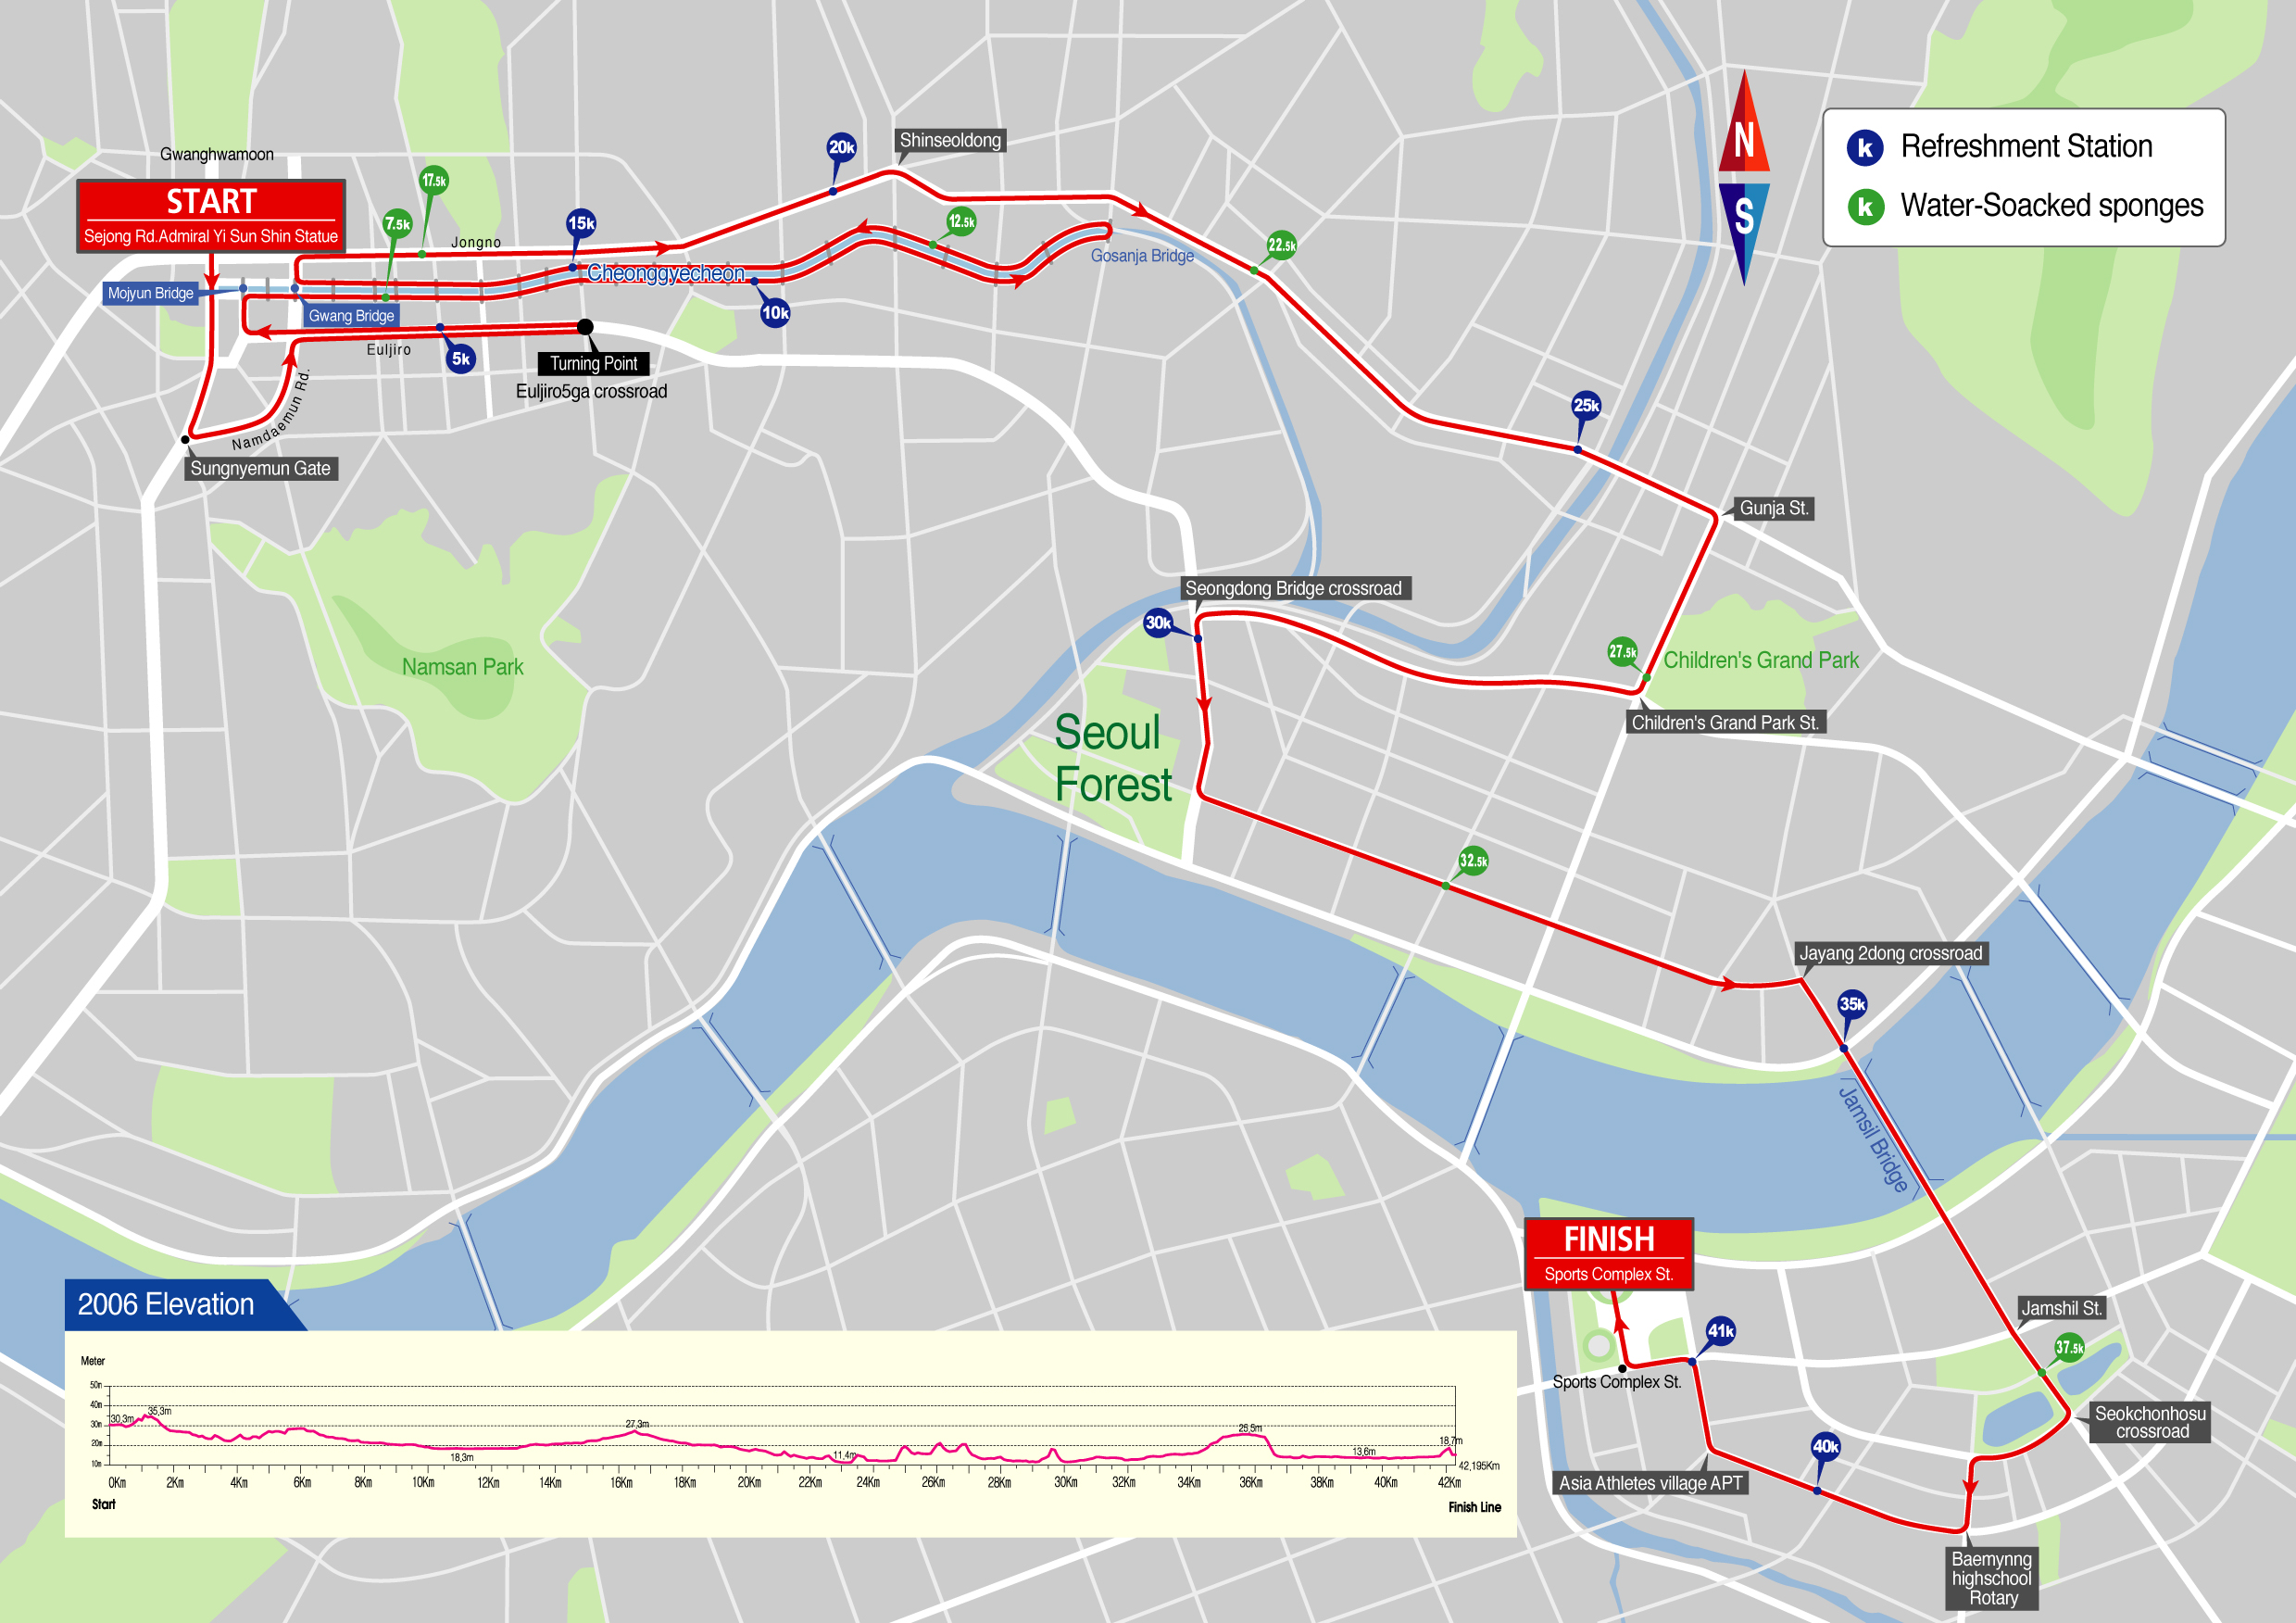 Gwanghwamoon
START
Sejong Rd.Admiral Yi Sun Shin Statue
17.5k
7.5k
Jongno
15k
20k
Shinseoldong
12.5k
Cheonggyecheon
Gosanja Bridge
22.5k
N
S
k Refreshment Station
k Water-Soacked sponges
Mojyun Bridge
Gwang Bridge
10k
Euljiro
5k
Turning Point
Euljiro5ga crossroad
Namdaemun Rd.
Sungnyemun Gate
25k
Gunja St.
Seongdong Bridge crossroad
30k
27.5k
Children's Grand Park
Children's Grand Park St.
Namsan Park
Seoul
Forest
32.5k
Jayang 2dong crossroad
35k
Jamsil Bridge
FINISH
Sports Complex St.
Jamshil St.
37.5k
41k
Sports Complex St.
Seokchonhosu
crossroad
40k
Asia Athletes village APT
Baemynng
highschool
Rotary
2006 Elevation
Meter
50m
40m
30m
20m
10m
30,3m
35,3m
18,3m
27,3m
11,4m
25,5m
13,6m
18,7m
42,195Km
0Km 2Km 4Km 6Km 8Km 10Km 12Km 14Km 16Km 18Km 20Km 22Km 24Km 26Km 28Km 30Km 32Km 34Km 36Km 38Km 40Km 42Km
Start
Finish Line